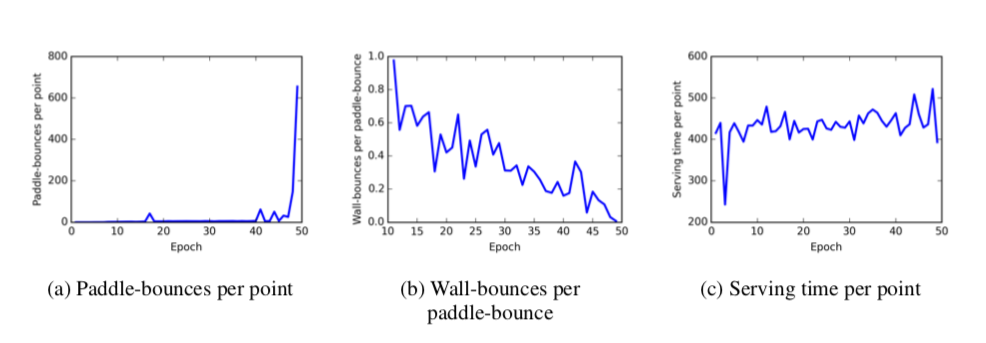 800
600
400
200
0
0 10 20 30 40 50
Paddle-bounces per point
Epoch
(a) Paddle-bounces per point
1.0
0.8
0.6
0.4
0.2
0.0
10 15 20 25 30 35 40 45 50
Wall-bounces per paddle-bounce
Epoch
(b) Wall-bounces per
paddle-bounce
600
500
400
300
200
0 10 20 30 40 50
Serving time per point
Epoch
(c) Serving time per point